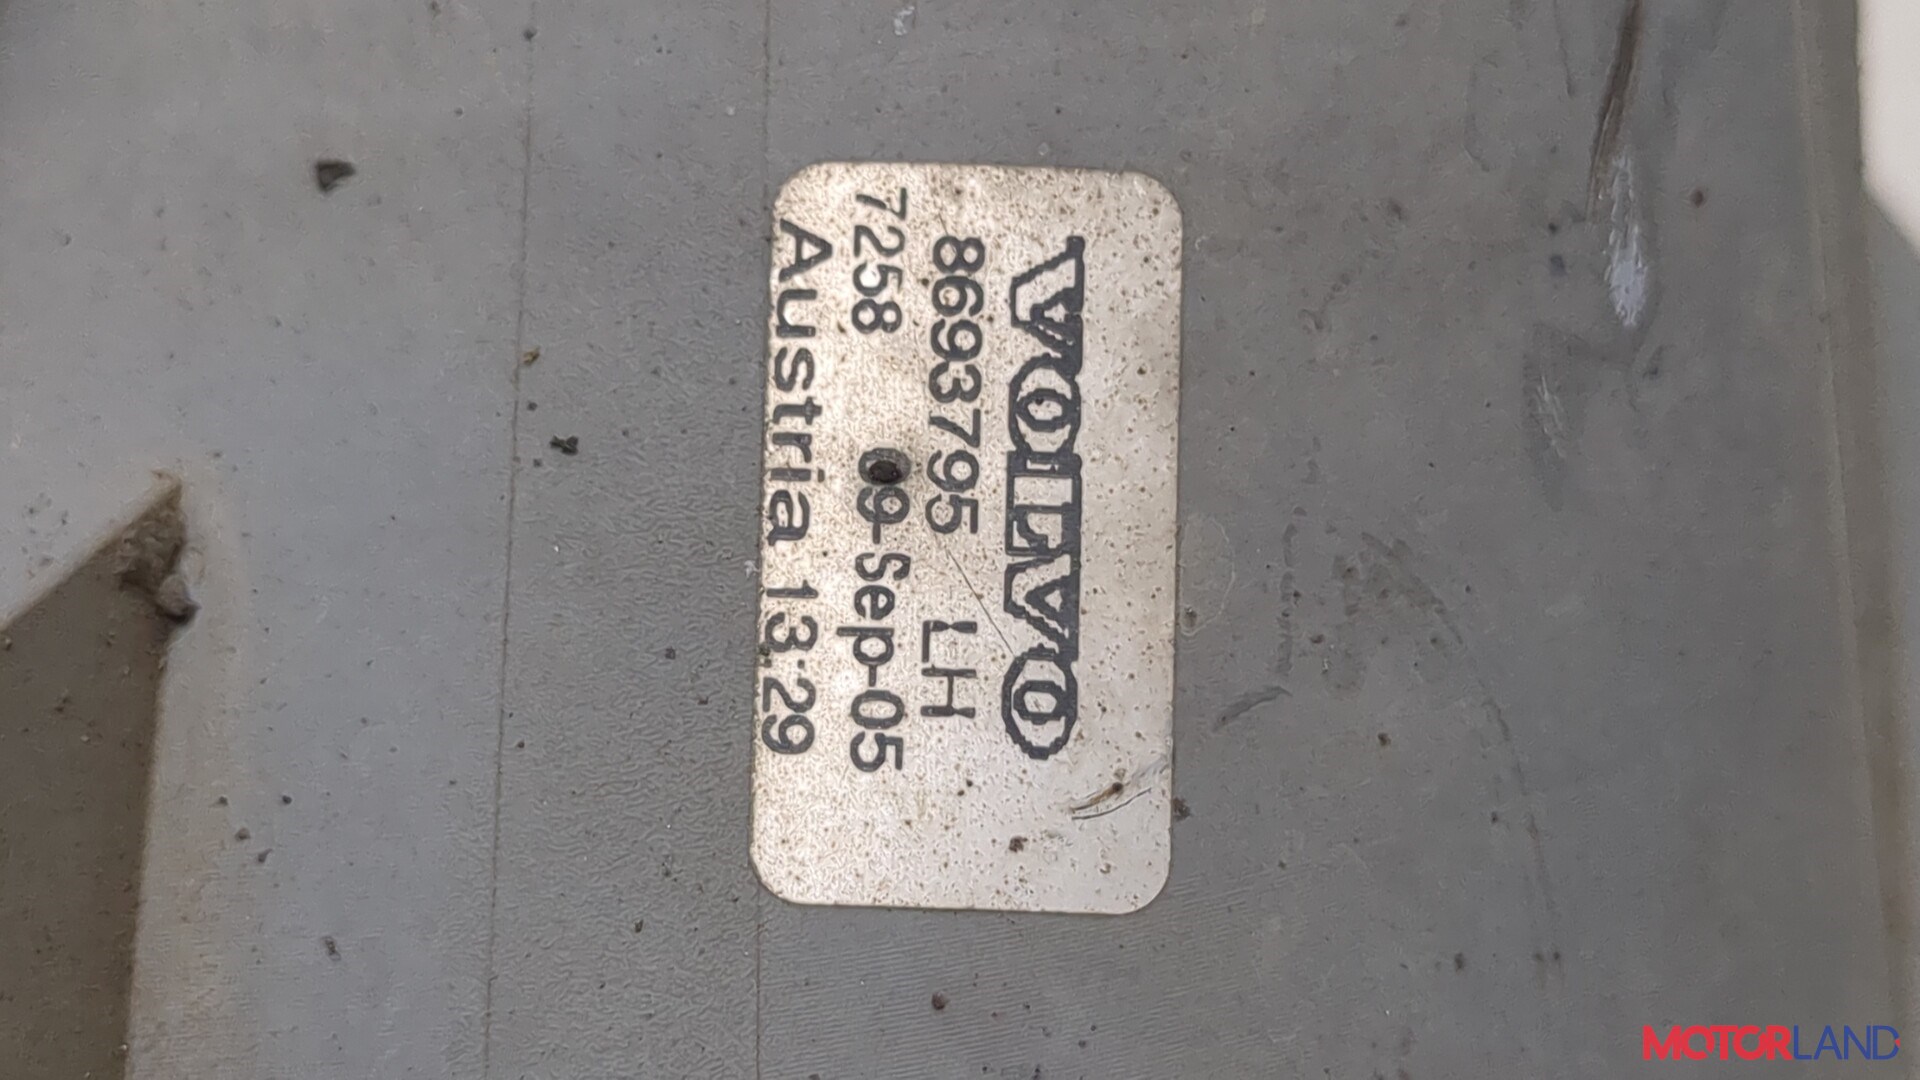 VOLVO
8693795 LH
7258 09-Sep-05
Austria 13:29
MOTORLAND